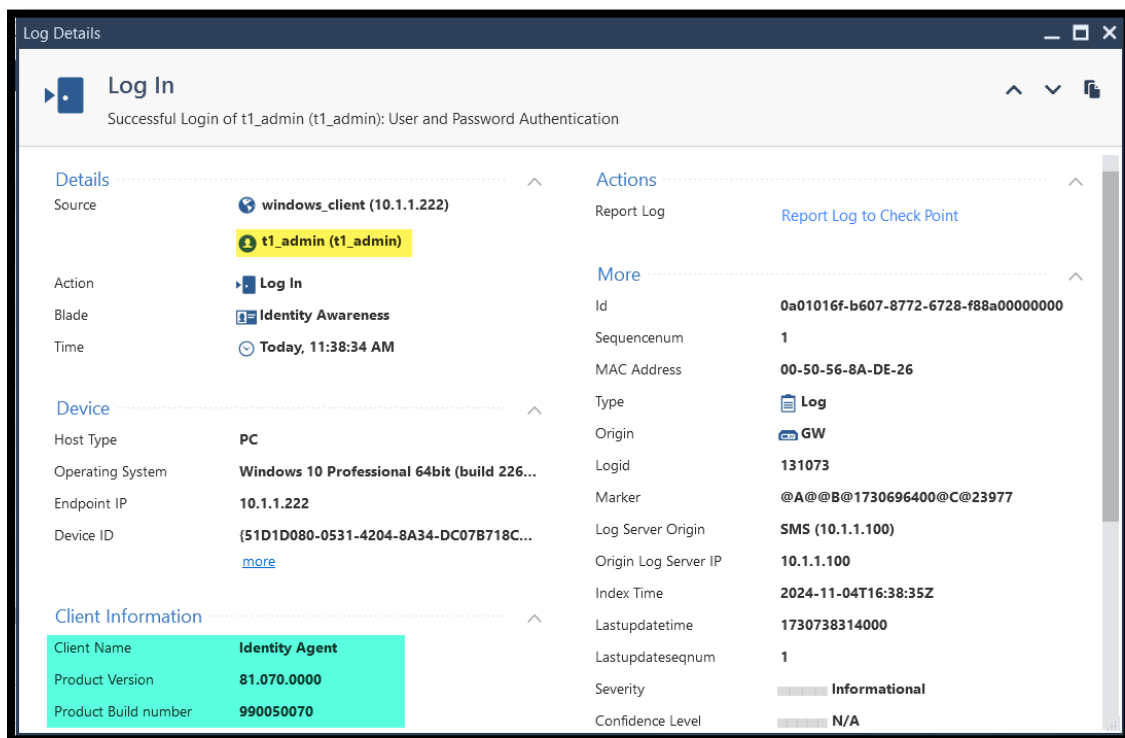 Log Details
Log In
Successful Login of t1_admin (t1_admin): User and Password Authentication
Details
Source windows_client (10.1.1.222)
t1_admin (t1_admin)
Action Log In
Blade Identity Awareness
Time Today, 11:38:34 AM
Device
Host Type PC
Operating System Windows 10 Professional 64bit (build 226...
Endpoint IP 10.1.1.222
Device ID {51D1D080-0531-4204-8A34-DC07B718C...
more
Client Information
Client Name Identity Agent
Product Version 81.070.0000
Product Build number 990050070
Actions
Report Log Report Log to Check Point
More
Id 0a01016f-b607-8772-6728-f88a00000000
Sequencenum 1
MAC Address 00-50-56-8A-DE-26
Type Log
Origin GW
Logid 131073
Marker @A@@B@1730696400@C@23977
Log Server Origin SMS (10.1.1.100)
Origin Log Server IP 10.1.1.100
Index Time 2024-11-04T16:38:35Z
Lastupdatetime 1730738314000
Lastupdateseqnum 1
Severity Informational
Confidence Level N/A